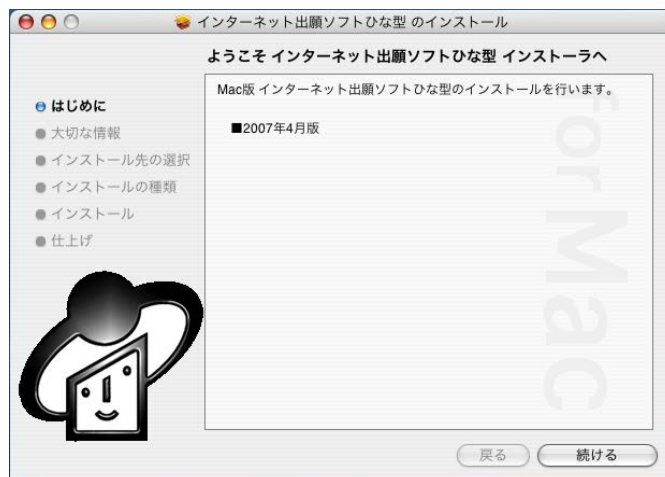 インターネット出願ソフトひな型 のインストール
ようこそ インターネット出願ソフトひな型 インストーラへ
はじめに
大切な情報
インストール先の選択
インストールの種類
インストール
仕上げ
Mac版 インターネット出願ソフトひな型のインストールを行います。
■2007年4月版
for Mac
戻る
続ける